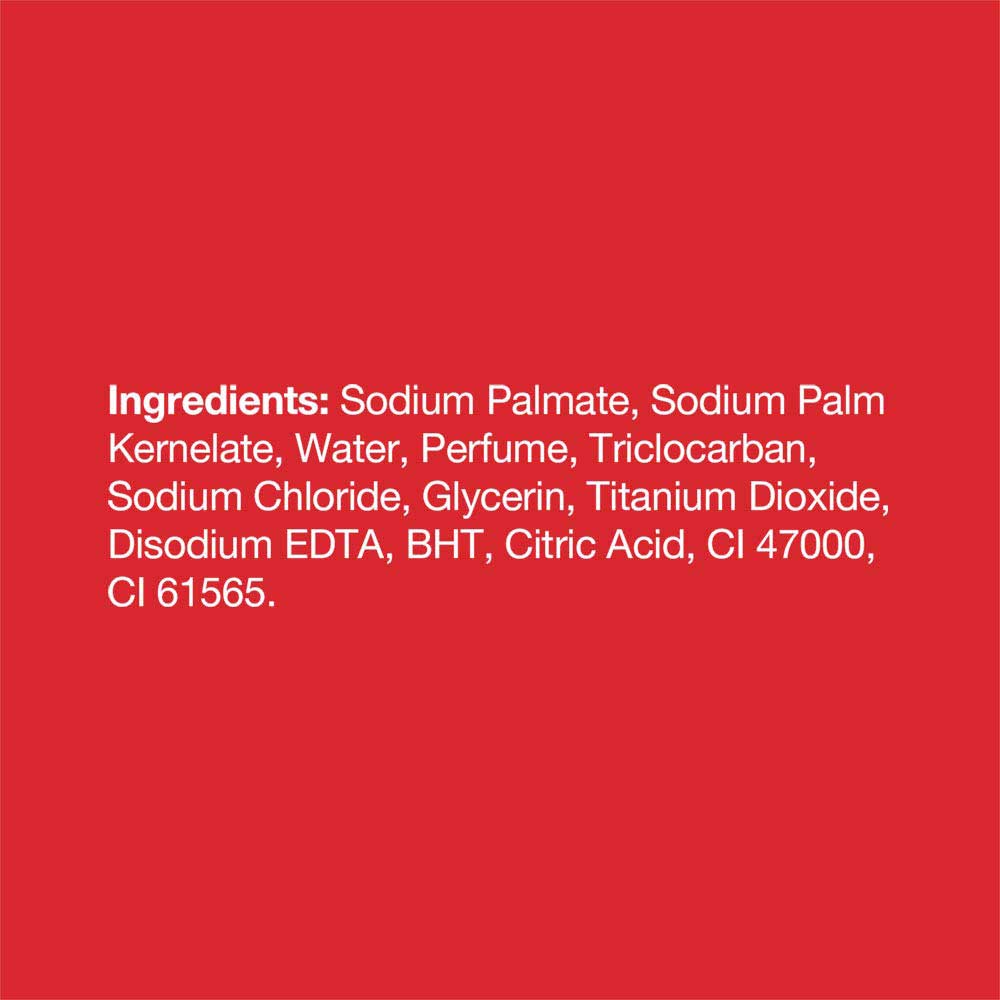 Ingredients: Sodium Palmate, Sodium Palm
Kernelate, Water, Perfume, Triclocarban,
Sodium Chloride, Glycerin, Titanium Dioxide,
Disodium EDTA, BHT, Citric Acid, CI 47000,
CI 61565.